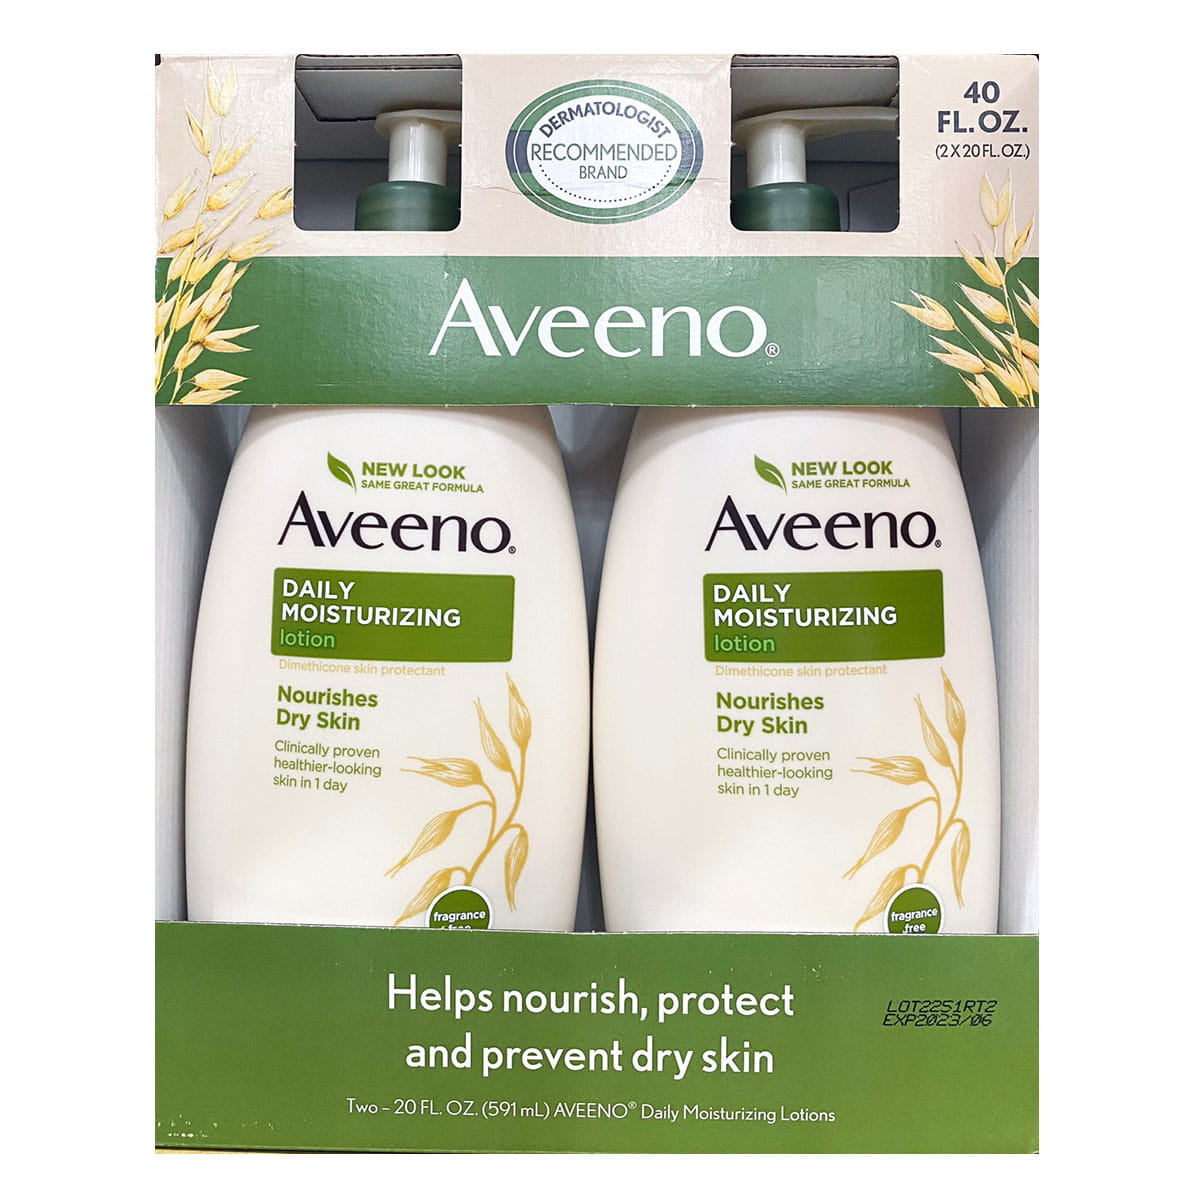 DERMATOLOGIST
RECOMMENDED
BRAND
40
FL. OZ.
(2 X 20 FL. OZ.)
Aveeno®
NEW LOOK
SAME GREAT FORMULA
Aveeno®
DAILY
MOISTURIZING
lotion
Dimethicone skin protectant
Nourishes
Dry Skin
Clinically proven
healthier-looking
skin in 1 day
fragrance
free
NEW LOOK
SAME GREAT FORMULA
Aveeno®
DAILY
MOISTURIZING
lotion
Dimethicone skin protectant
Nourishes
Dry Skin
Clinically proven
healthier-looking
skin in 1 day
fragrance
free
Helps nourish, protect
and prevent dry skin
LOT2251RT2
EXP2023/06
Two – 20 FL. OZ. (591 mL) AVEENO® Daily Moisturizing Lotions